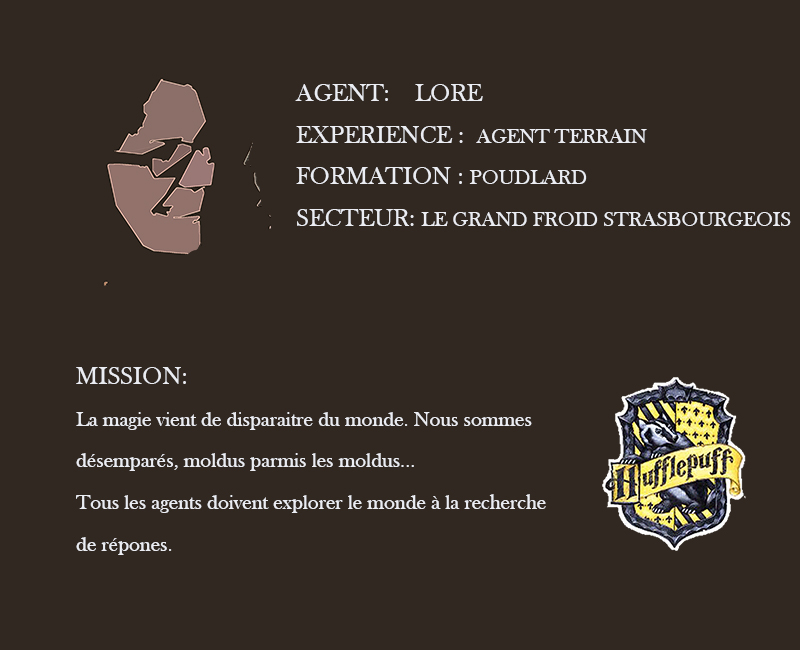 AGENT: LORE
EXPERIENCE : AGENT TERRAIN
FORMATION : POUDLARD
SECTEUR: LE GRAND FROID STRASBOURGEOIS
MISSION:
La magie vient de disparaitre du monde. Nous sommes
désemparés, moldus parmis les moldus...
Tous les agents doivent explorer le monde à la recherche
de répones.
Hufflepuff